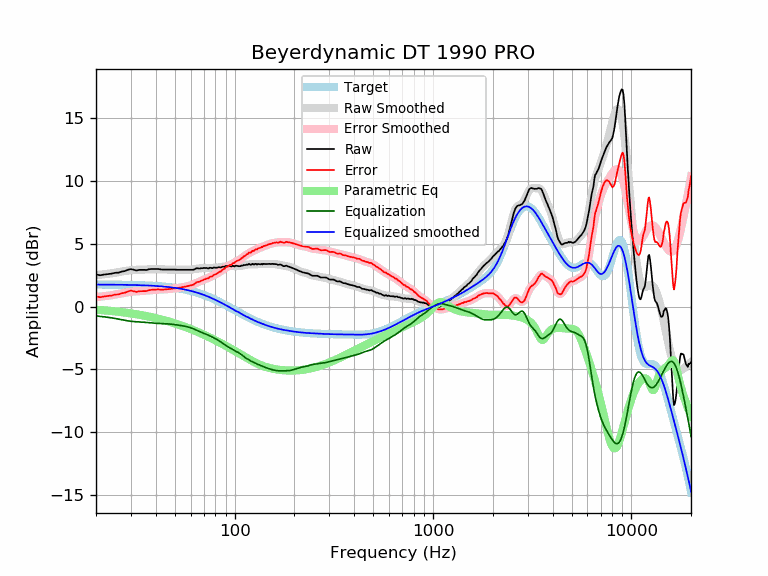 Beyerdynamic DT 1990 PRO
Target
Raw Smoothed
Error Smoothed
Raw
Error
Parametric Eq
Equalization
Equalized smoothed
Amplitude (dBr)
15
10
5
0
−5
−10
−15
100 1000 10000
Frequency (Hz)